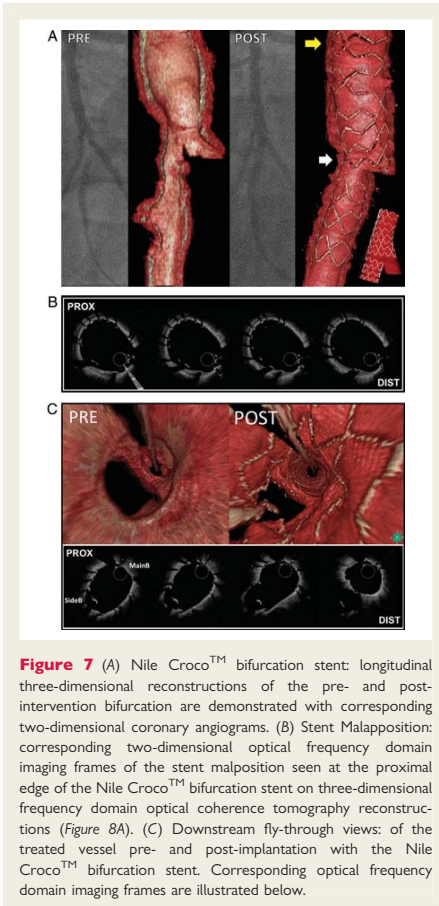 A
PRE
POST
B
PROX
DIST
C
PRE
POST
PROX
MainB
SideB
DIST
Figure 7 (A) Nile Croco™ bifurcation stent: longitudinal
three-dimensional reconstructions of the pre- and post-
intervention bifurcation are demonstrated with corresponding
two-dimensional coronary angiograms. (B) Stent Malapposition:
corresponding two-dimensional optical frequency domain
imaging frames of the stent malposition seen at the proximal
edge of the Nile Croco™ bifurcation stent on three-dimensional
frequency domain optical coherence tomography reconstruc-
tions (Figure 8A). (C) Downstream fly-through views: of the
treated vessel pre- and post-implantation with the Nile
Croco™ bifurcation stent. Corresponding optical frequency
domain imaging frames are illustrated below.